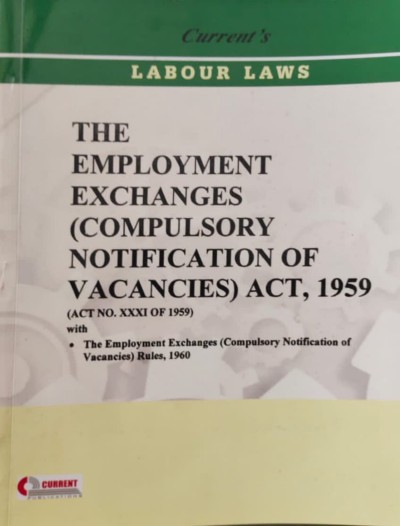 Current's
LABOUR LAWS
THE
EMPLOYMENT
EXCHANGES
(COMPULSORY
NOTIFICATION OF
VACANCIES) ACT, 1959
(ACT NO. XXXI OF 1959)
with
• The Employment Exchanges (Compulsory Notification of
Vacancies) Rules, 1960
CURRENT
PUBLICATIONS